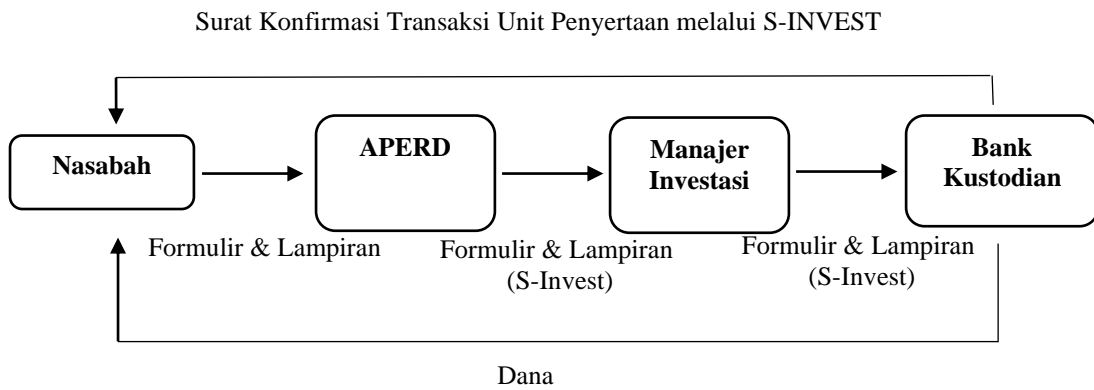 Surat Konfirmasi Transaksi Unit Penyertaan melalui S-INVEST
Nasabah
APERD
Manajer
Investasi
Bank
Kustodian
Formulir & Lampiran
Formulir & Lampiran
(S-Invest)
Formulir & Lampiran
(S-Invest)
Dana